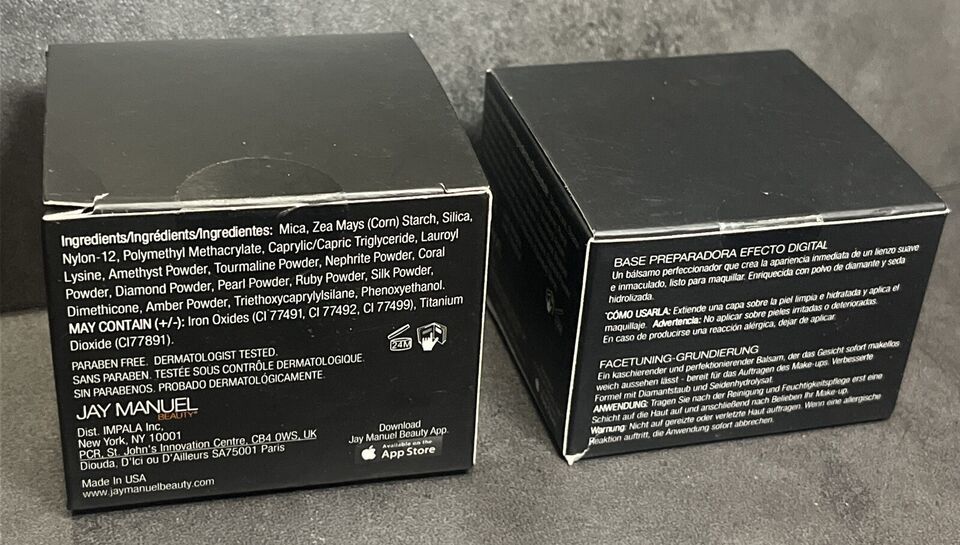 Ingredients/Ingrédients/Ingredientes: Mica, Zea Mays (Corn) Starch, Silica,
Nylon-12, Polymethyl Methacrylate, Caprylic/Capric Triglyceride, Lauroyl
Lysine, Amethyst Powder, Tourmaline Powder, Nephrite Powder, Coral
Powder, Diamond Powder, Pearl Powder, Ruby Powder, Silk Powder,
Dimethicone, Amber Powder, Triethoxycaprylylsilane, Phenoxyethanol.
MAY CONTAIN (+/-): Iron Oxides (CI 77491, CI 77492, CI 77499), Titanium
Dioxide (CI77891).
24M
PARABEN FREE. DERMATOLOGIST TESTED.
SANS PARABEN. TESTÉE SOUS CONTRÔLE DERMATOLOGIQUE.
SIN PARABENOS. PROBADO DERMATOLÓGICAMENTE.
JAY MANUEL
BEAUTY
Dist. IMPALA Inc,
New York, NY 10001
PCR, St. John's Innovation Centre, CB4 0WS, UK
Diouda, D'Ici ou D'Ailleurs SA75001 Paris
Made in USA
www.jaymanuelbeauty.com
Download
Jay Manuel Beauty App.
Available on the
App Store
BASE PREPARADORA EFECTO DIGITAL
Un bálsamo perfeccionador que crea la apariencia inmediata de un lienzo suave
e inmaculado, listo para maquillar. Enriquecida con polvo de diamante y seda
hidrolizada.
*CÓMO USARLA: Extiende una capa sobre la piel limpia e hidratada y aplica el
maquillaje. Advertencia: No aplicar sobre pieles irritadas o deterioradas.
En caso de producirse una reacción alérgica, dejar de aplicar.
FACETUNING-GRUNDIERUNG
Ein kaschierender und perfektionierender Balsam, der das Gesicht sofort makellos
weich aussehen lässt - bereit für das Auftragen des Make-ups. Verbesserte
Formel mit Diamantstaub und Seidenhydrolysat.
ANWENDUNG: Tragen Sie nach der Reinigung und Feuchtigkeitspflege erst eine
Schicht auf die Haut auf und anschließend nach Belieben Ihr Make-up.
Warnung: Nicht auf gereizte oder verletzte Haut auftragen. Wenn eine allergische
Reaktion auftritt, die Anwendung sofort abbrechen.